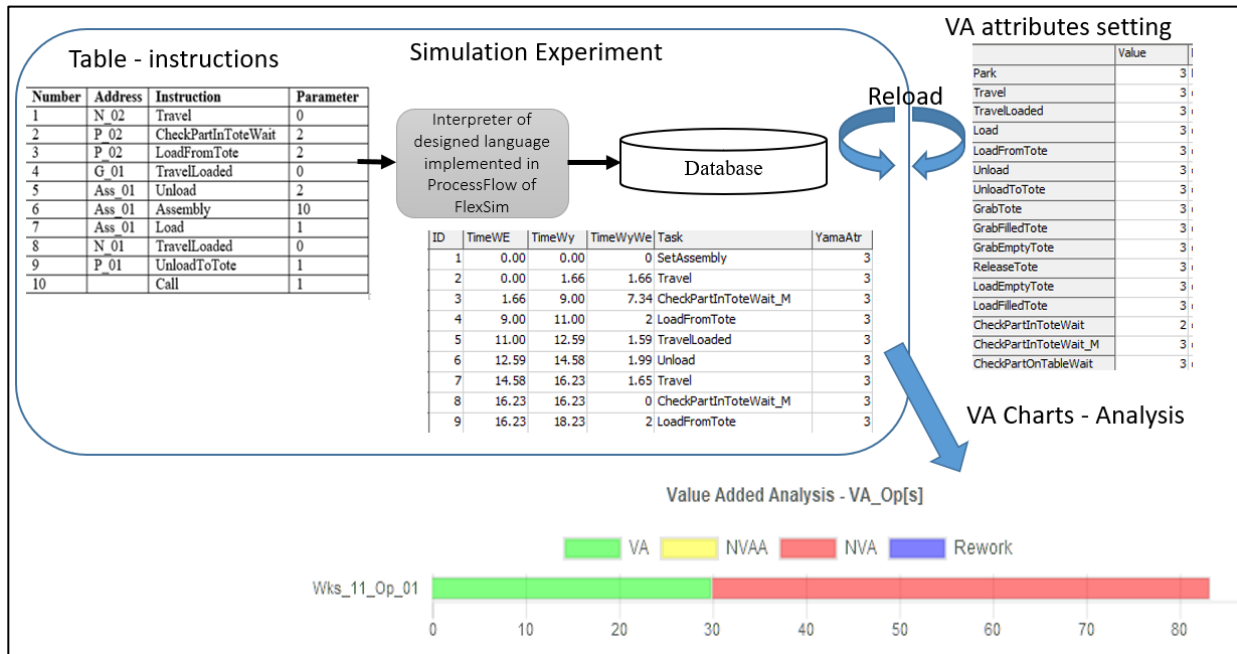 Table - instructions
Number Address Instruction Parameter
1 N_02 Travel 0
2 P_02 CheckPartInToteWait 2
3 P_02 LoadFromTote 2
4 G_01 TravelLoaded 0
5 Ass_01 Unload 2
6 Ass_01 Assembly 10
7 Ass_01 Load 1
8 N_01 TravelLoaded 0
9 P_01 UnloadToTote 1
10 Call 1
Simulation Experiment
Interpreter of
designed language
implemented in
ProcessFlow of
FlexSim
Database
Reload
ID TimeWE TimeWy TimeWyWe Task YamaAtr
1 0.00 0.00 0 SetAssembly 3
2 0.00 1.66 1.66 Travel 3
3 1.66 9.00 7.34 CheckPartInToteWait_M 3
4 9.00 11.00 2 LoadFromTote 3
5 11.00 12.59 1.59 TravelLoaded 3
6 12.59 14.58 1.99 Unload 3
7 14.58 16.23 1.65 Travel 3
8 16.23 16.23 0 CheckPartInToteWait_M 3
9 16.23 18.23 2 LoadFromTote 3
VA attributes setting
Value
Park 3
Travel 3
TravelLoaded 3
Load 3
LoadFromTote 3
Unload 3
UnloadToTote 3
GrabTote 3
GrabFilledTote 3
GrabEmptyTote 3
ReleaseTote 3
LoadEmptyTote 3
LoadFilledTote 3
CheckPartInToteWait 2
CheckPartInToteWait_M 3
CheckPartOnTableWait 3
VA Charts - Analysis
Value Added Analysis - VA_Op[s]
VA NVAA NVA Rework
Wks_11_Op_01
0 10 20 30 40 50 60 70 80